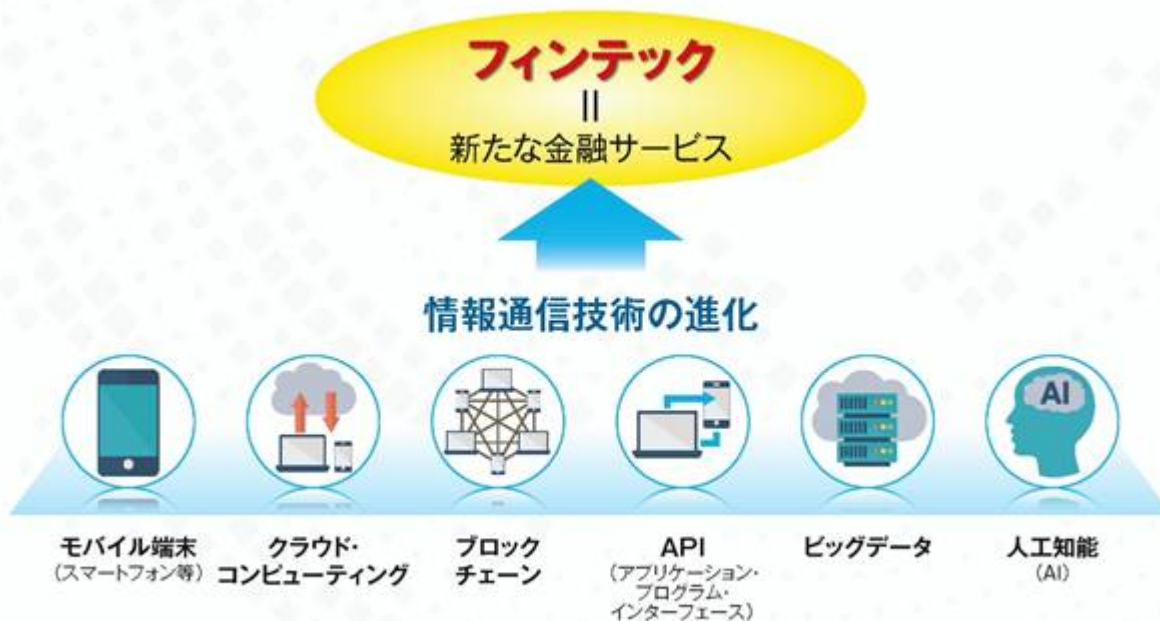 フィンテック
||
新たな金融サービス
情報通信技術の進化
AI
モバイル端末
(スマートフォン等)
クラウド・
コンピューティング
ブロック
チェーン
API
(アプリケーション・
プログラム・
インターフェース)
ビッグデータ
人工知能
(AI)